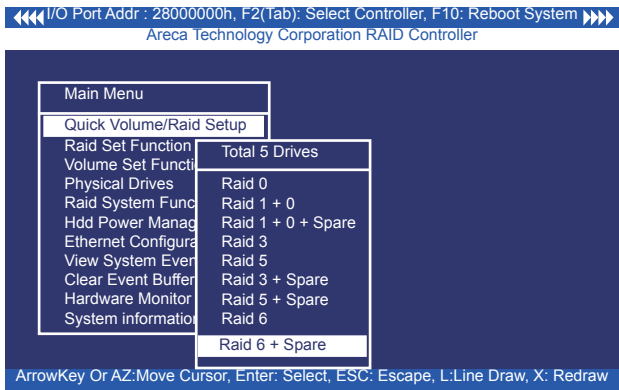 I/O Port Addr : 28000000h, F2(Tab): Select Controller, F10: Reboot System
Areca Technology Corporation RAID Controller
Main Menu
Quick Volume/Raid Setup
Raid Set Function
Volume Set Functi
Physical Drives
Raid System Func
Hdd Power Manag
Ethernet Configura
View System Even
Clear Event Buffer
Hardware Monitor
System information
Total 5 Drives
Raid 0
Raid 1 + 0
Raid 1 + 0 + Spare
Raid 3
Raid 5
Raid 3 + Spare
Raid 5 + Spare
Raid 6
Raid 6 + Spare
ArrowKey Or AZ:Move Cursor, Enter: Select, ESC: Escape, L:Line Draw, X: Redraw